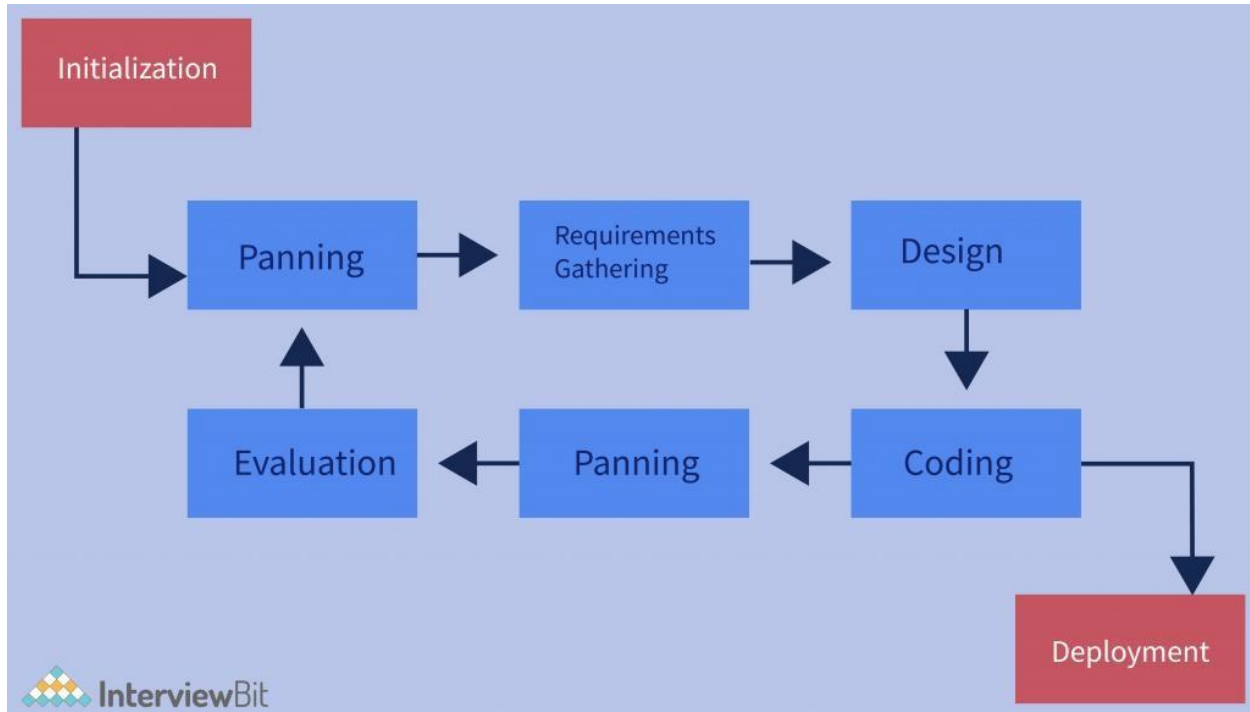 Initialization
Panning
Requirements
Gathering
Design
Evaluation
Panning
Coding
Deployment
InterviewBit